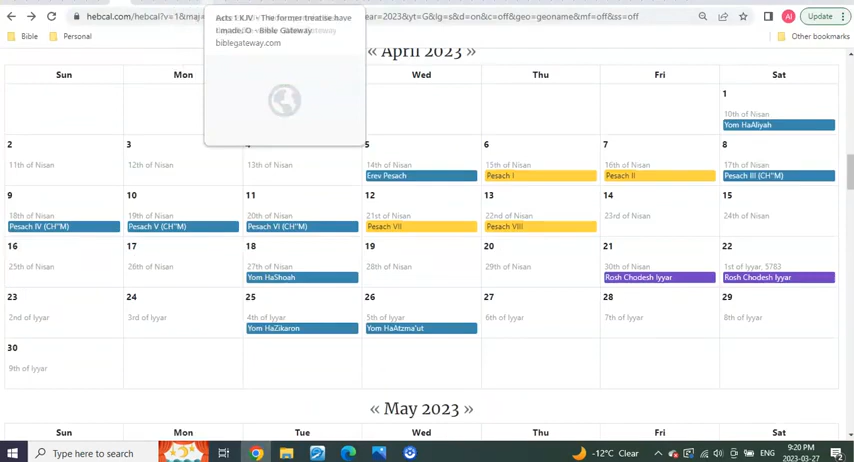 hebcal.com/hebcal?v=1&maj
ear=2023&yt=G&lg=s&d=on&c=off&geo=geoname&mf=off&ss=off
AI
Update
Bible
Personal
Other bookmarks
Acts 1 KJV - The former treatise have
I made, O - Bible Gateway
biblegateway.com
« April 2023 »
Sun Mon Wed Thu Fri Sat
1
10th of Nisan
Yom HaAliyah
2 3 5 6 7 8
11th of Nisan 12th of Nisan 13th of Nisan 14th of Nisan 15th of Nisan 16th of Nisan 17th of Nisan
Erev Pesach Pesach I Pesach II Pesach III (CH"M)
9 10 11 12 13 14 15
18th of Nisan 19th of Nisan 20th of Nisan 21st of Nisan 22nd of Nisan 23rd of Nisan 24th of Nisan
Pesach IV (CH"M) Pesach V (CH"M) Pesach VI (CH"M) Pesach VII Pesach VIII
16 17 18 19 20 21 22
25th of Nisan 26th of Nisan 27th of Nisan 28th of Nisan 29th of Nisan 30th of Nisan 1st of Iyyar, 5783
Yom HaShoah Rosh Chodesh Iyyar Rosh Chodesh Iyyar
23 24 25 26 27 28 29
2nd of Iyyar 3rd of Iyyar 4th of Iyyar 5th of Iyyar 6th of Iyyar 7th of Iyyar 8th of Iyyar
Yom HaZikaron Yom HaAtzma'ut
30
9th of Iyyar
« May 2023 »
Sun Mon Tue Wed Thu Fri Sat
Type here to search
-12°C Clear
ENG
9:20 PM
2023-03-27
2